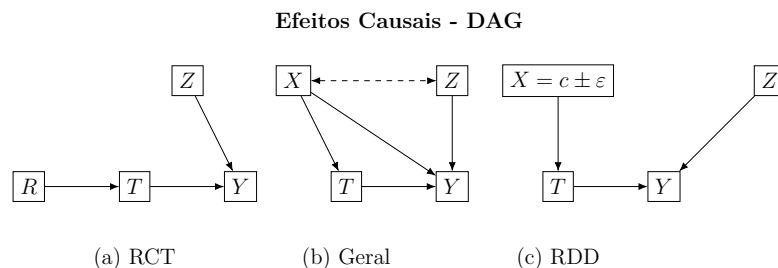 Efeitos Causais - DAG
Z X Z X = c ± ε Z
R T Y T Y T Y
(a) RCT (b) Geral (c) RDD